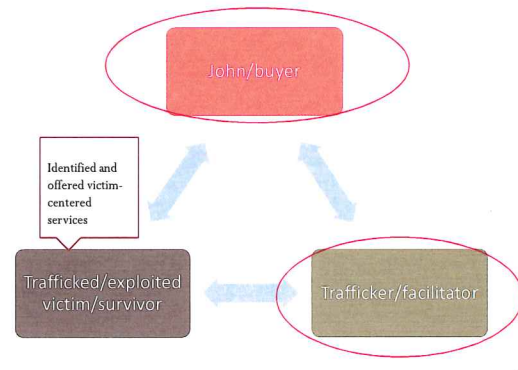 John/buyer
Identified and
offered victim-
centered
services
Trafficked/exploited
victim/survivor
Trafficker/facilitator